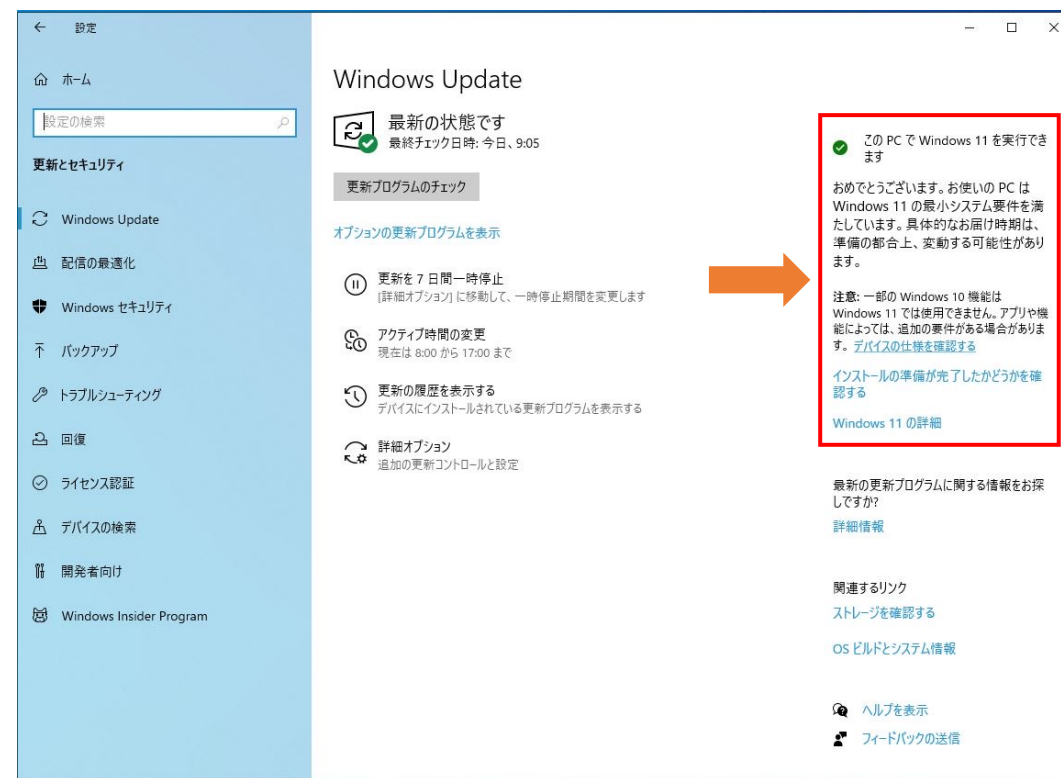 設定
ホーム
設定の検索
更新とセキュリティ
Windows Update
配信の最適化
Windows セキュリティ
バックアップ
トラブルシューティング
回復
ライセンス認証
デバイスの検索
開発者向け
Windows Insider Program
Windows Update
最新の状態です
最終チェック日時: 今日、9:05
更新プログラムのチェック
オプションの更新プログラムを表示
更新を 7 日間一時停止
[詳細オプション] に移動して、一時停止期間を変更します
アクティブ時間の変更
現在は 8:00 から 17:00 まで
更新の履歴を表示する
デバイスにインストールされている更新プログラムを表示する
詳細オプション
追加の更新コントロールと設定
この PC で Windows 11 を実行でき
ます
おめでとうございます。お使いの PC は
Windows 11 の最小システム要件を満
たしています。具体的なお届け時期は、
準備の都合上、変動する可能性があり
ます。
注意: 一部の Windows 10 機能は
Windows 11 では使用できません。アプリや機
能によっては、追加の要件がある場合がありま
す。 デバイスの仕様を確認する
インストールの準備が完了したかどうかを確
認する
Windows 11 の詳細
最新の更新プログラムに関する情報をお探
しですか?
詳細情報
関連するリンク
ストレージを確認する
OS ビルドとシステム情報
ヘルプを表示
フィードバックの送信